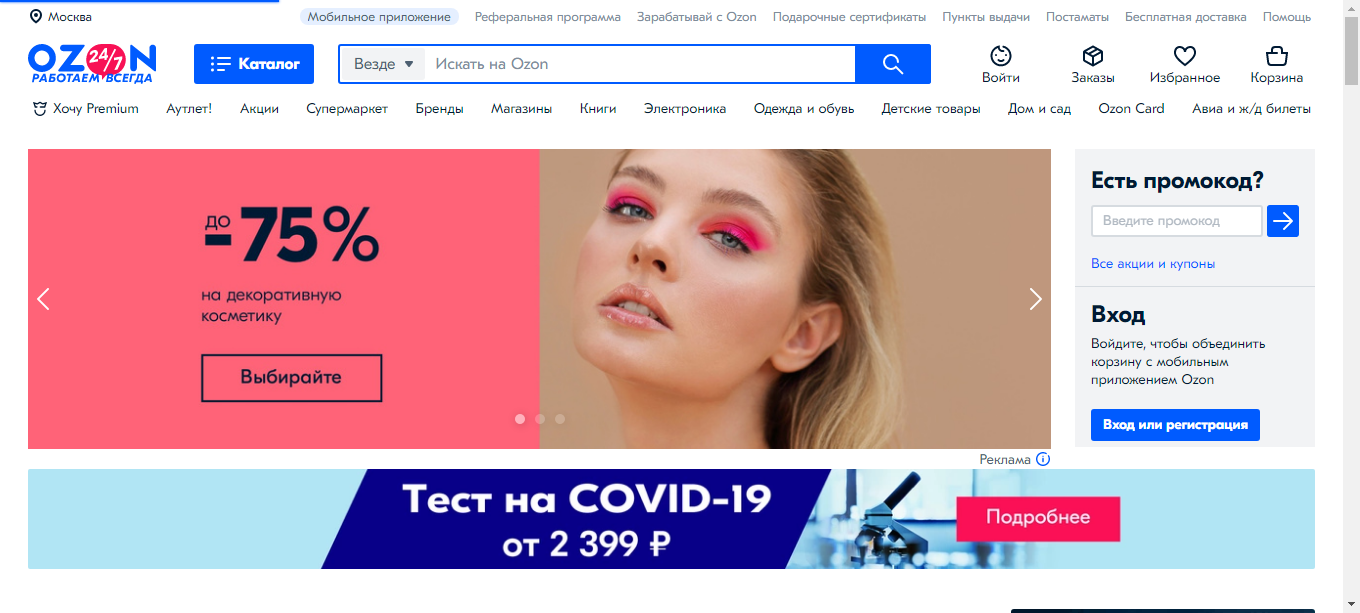 Москва
Мобильное приложение
Реферальная программа
Зарабатывай с Ozon
Подарочные сертификаты
Пункты выдачи
Постаматы
Бесплатная доставка
Помощь
OZON 24/7
РАБОТАЕМ ВСЕГДА
Каталог
Везде
Искать на Ozon
Войти
Заказы
Избранное
Корзина
Хочу Premium
Аутлет!
Акции
Супермаркет
Бренды
Магазины
Книги
Электроника
Одежда и обувь
Детские товары
Дом и сад
Ozon Card
Авиа и ж/д билеты
до
-75%
на декоративную
косметику
Выбирайте
Есть промокод?
Введите промокод
Все акции и купоны
Вход
Войдите, чтобы объединить
корзину с мобильным
приложением Ozon
Вход или регистрация
Реклама
Тест на COVID-19
от 2 399 ₽
Подробнее